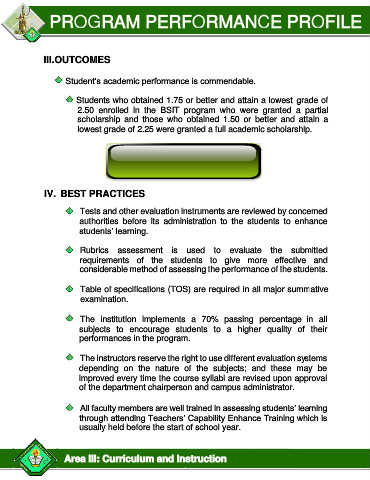 PROGRAM PERFORMANCE PROFILE
III.OUTCOMES
Student's academic performance is commendable.
Students who obtained 1.75 or better and attain a lowest grade of
2.50 enrolled in the BSIT program who were granted a partial
scholarship and those who obtained 1.50 or better and attain a
lowest grade of 2.25 were granted a full academic scholarship.
IV. BEST PRACTICES
Tests and other evaluation instruments are reviewed by concerned
authorities before its administration to the students to enhance
students' learning.
Rubrics assessment is used to evaluate the submitted
requirements of the students to give more effective and
considerable method of assessing the performance of the students.
Table of specifications (TOS) are required in all major summative
examination.
The institution implements a 70% passing percentage in all
subjects to encourage students to a higher quality of their
performances in the program.
The instructors reserve the right to use different evaluation systems
depending on the nature of the subjects; and these may be
improved every time the course syllabi are revised upon approval
of the department chairperson and campus administrator.
All faculty members are well trained in assessing students' learning
through attending Teachers' Capability Enhance Training which is
usually held before the start of school year.
Area III: Curriculum and Instruction